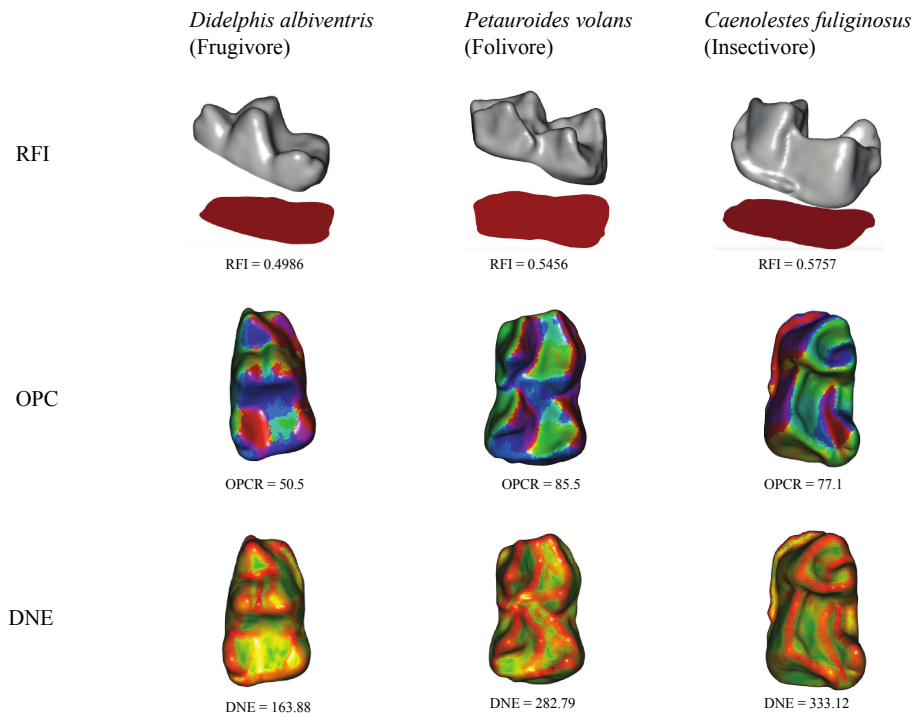 Didelphis albiventris
(Frugivore)
Petauroides volans
(Folivore)
Caenolestes fuliginosus
(Insectivore)
RFI
RFI = 0.4986
RFI = 0.5456
RFI = 0.5757
OPC
OPCR = 50.5
OPCR = 85.5
OPCR = 77.1
DNE
DNE = 163.88
DNE = 282.79
DNE = 333.12